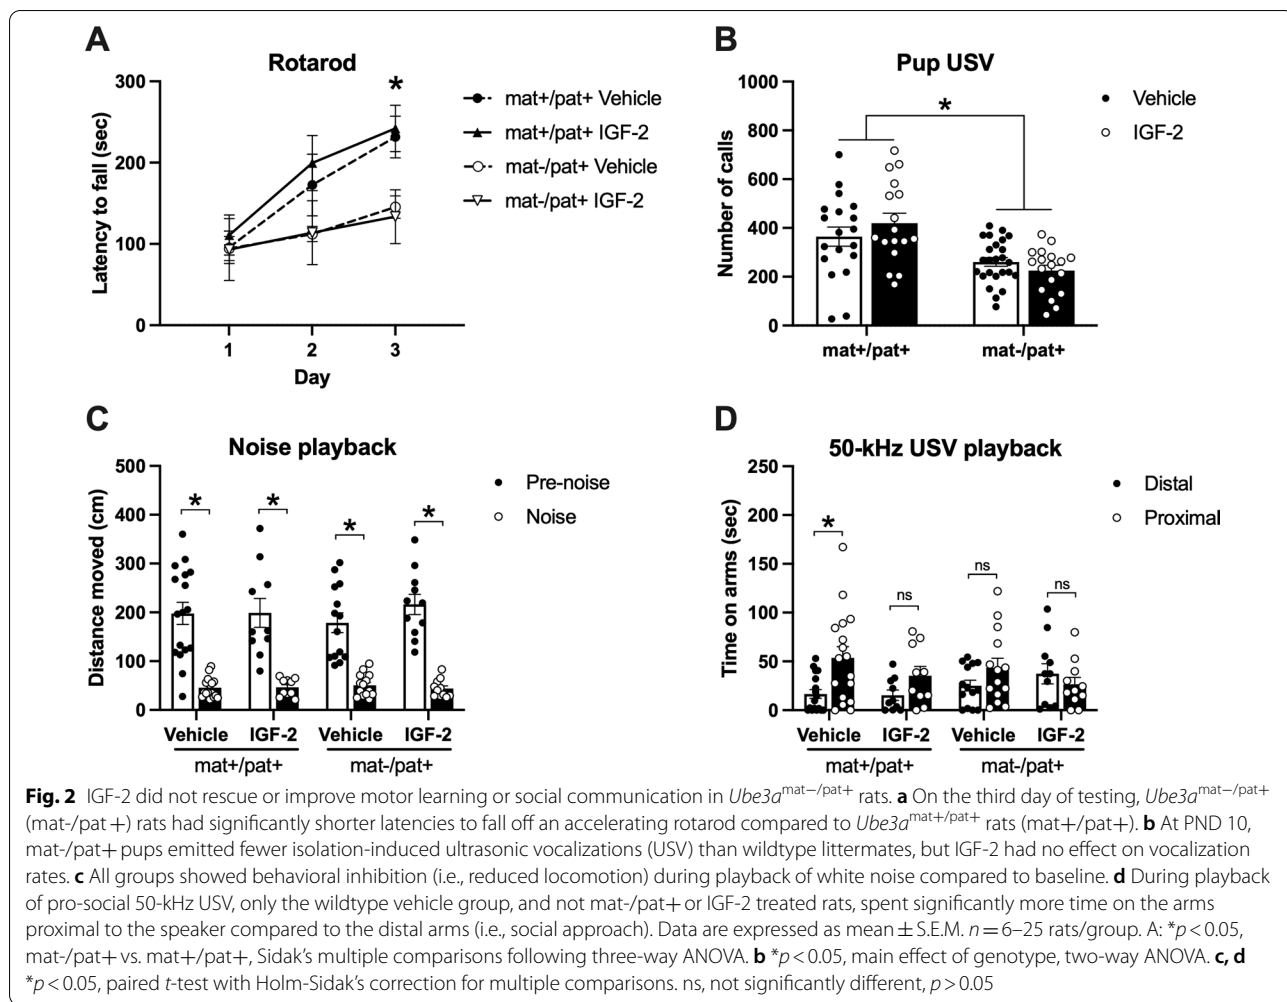 A
Rotarod
300
200
100
0
Latency to fall (sec)
*
1 2 3
Day
mat+/pat+ Vehicle
mat+/pat+ IGF-2
mat-/pat+ Vehicle
mat-/pat+ IGF-2
B
Pup USV
1000
800
600
400
200
0
Number of calls
*
mat+/pat+ mat-/pat+
Vehicle
IGF-2
C
Noise playback
500
400
300
200
100
0
Distance moved (cm)
* * * *
Vehicle IGF-2 Vehicle IGF-2
mat+/pat+ mat-/pat+
Pre-noise
Noise
D
50-kHz USV playback
250
200
150
100
50
0
Time on arms (sec)
* ns ns ns
Vehicle IGF-2 Vehicle IGF-2
mat+/pat+ mat-/pat+
Distal
Proximal
Fig. 2 IGF-2 did not rescue or improve motor learning or social communication in Ube3amat−/pat+ rats. a On the third day of testing, Ube3amat−/pat+
(mat-/pat+) rats had significantly shorter latencies to fall off an accelerating rotarod compared to Ube3amat+/pat+ rats (mat+/pat+). b At PND 10,
mat-/pat+ pups emitted fewer isolation-induced ultrasonic vocalizations (USV) than wildtype littermates, but IGF-2 had no effect on vocalization
rates. c All groups showed behavioral inhibition (i.e., reduced locomotion) during playback of white noise compared to baseline. d During playback
of pro-social 50-kHz USV, only the wildtype vehicle group, and not mat-/pat+ or IGF-2 treated rats, spent significantly more time on the arms
proximal to the speaker compared to the distal arms (i.e., social approach). Data are expressed as mean ± S.E.M. n = 6–25 rats/group. A: *p < 0.05,
mat-/pat+ vs. mat+/pat+, Sidak's multiple comparisons following three-way ANOVA. b *p < 0.05, main effect of genotype, two-way ANOVA. c, d
*p < 0.05, paired t-test with Holm-Sidak's correction for multiple comparisons. ns, not significantly different, p > 0.05